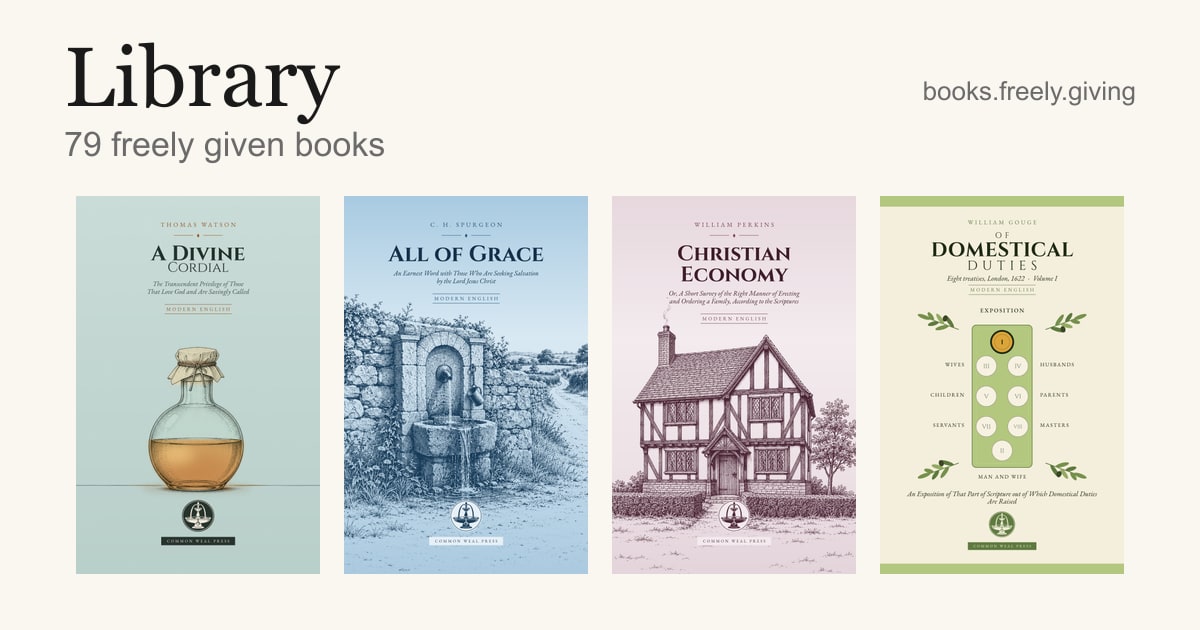 Library
79 freely given books
books.freely.giving
THOMAS WATSON
A DIVINE
CORDIAL
The Transcendent Privilege of Those
That Love God and Are Savingly Called
MODERN ENGLISH
COMMON WEAL PRESS
C. H. SPURGEON
ALL OF GRACE
An Earnest Word with Those Who Are Seeking Salvation
by the Lord Jesus Christ
MODERN ENGLISH
COMMON WEAL PRESS
WILLIAM PERKINS
CHRISTIAN
ECONOMY
Or, A Short Survey of the Right Manner of Erecting
and Ordering a Family, According to the Scriptures
MODERN ENGLISH
COMMON WEAL PRESS
WILLIAM GOUGE
OF
DOMESTICAL
DUTIES
Eight treatises, London, 1622 · Volume I
MODERN ENGLISH
EXPOSITION
I
WIVES III IV HUSBANDS
CHILDREN V VI PARENTS
SERVANTS VII VIII MASTERS
II
MAN AND WIFE
An Exposition of That Part of Scripture out of Which Domestical Duties
Are Raised
COMMON WEAL PRESS